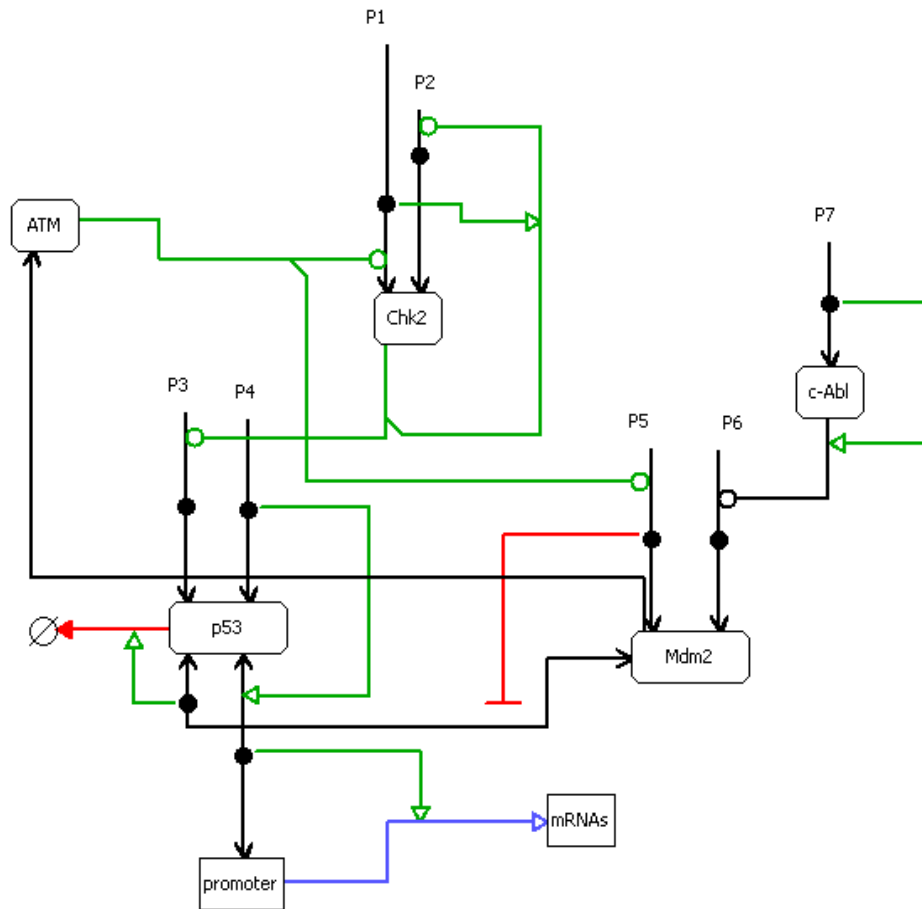 P1
P2
ATM
P7
Chk2
c-Abl
P3
P4
P5
P6
p53
Mdm2
mRNAs
promoter